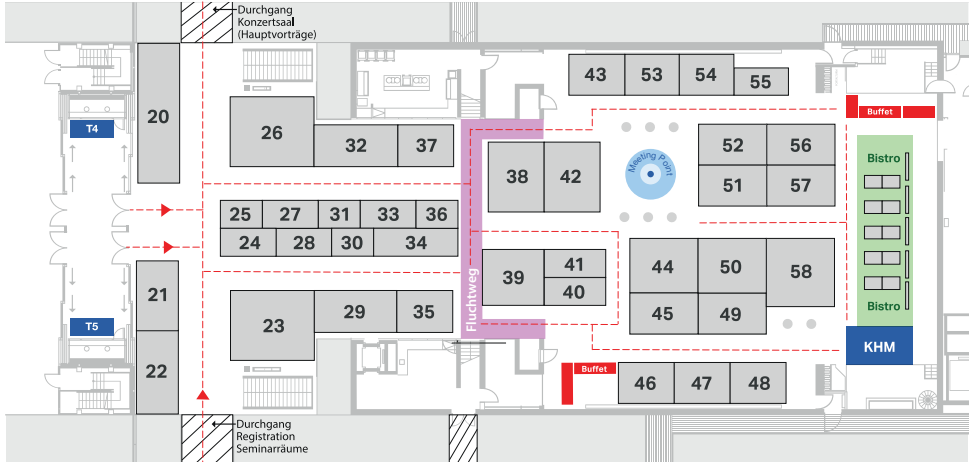 Durchgang
Konzertsaal
(Hauptvorträge)
43
53
54
55
20
26
32
37
T4
Buffet
52
56
51
57
Meeting Point
38
42
Bistro
25
27
31
33
36
24
28
30
34
Fluchtweg
39
41
40
44
50
58
45
49
21
22
23
29
35
T5
Bistro
KHM
Buffet
46
47
48
Durchgang
Registration
Seminarräume